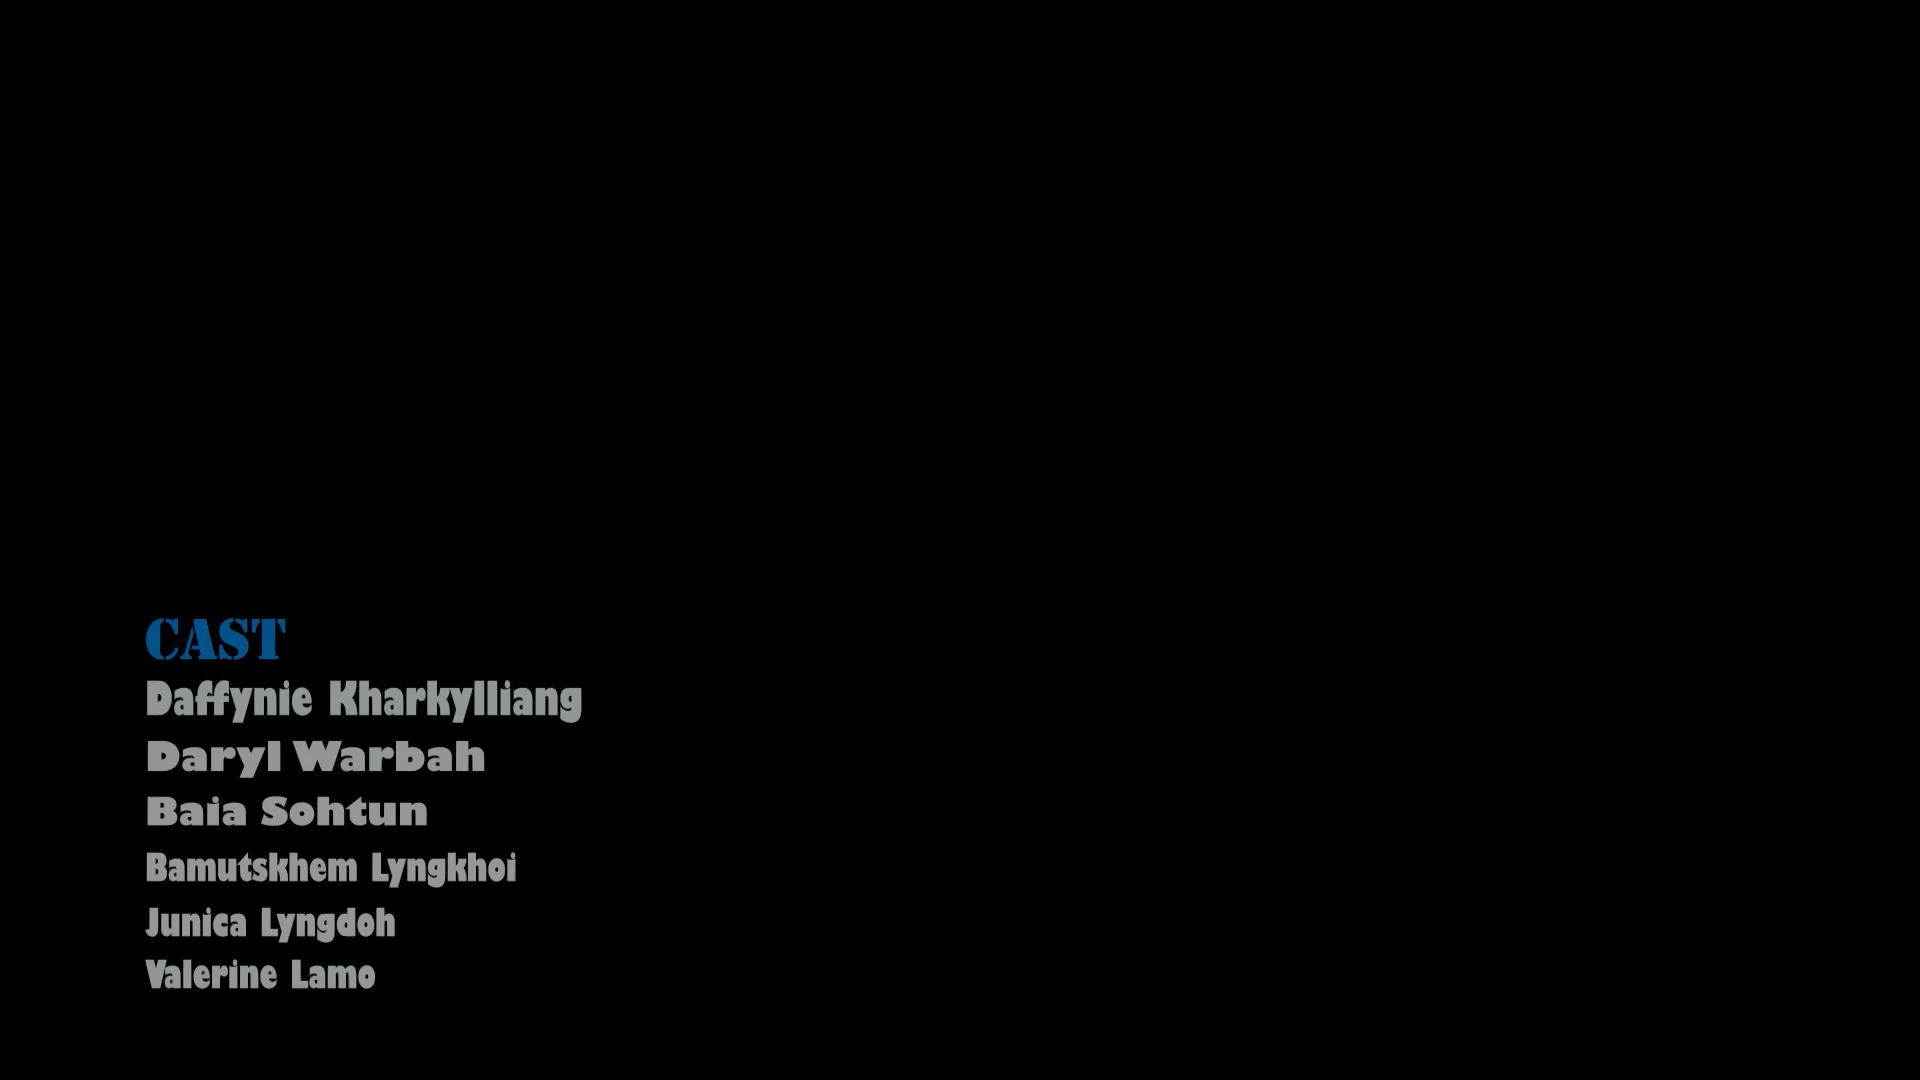 CAST
Daffynie Kharkylliang
Daryl Warbah
Baia Sohtun
Bamutskhem Lyngkhoi
Junica Lyngdoh
Valerine Lamo